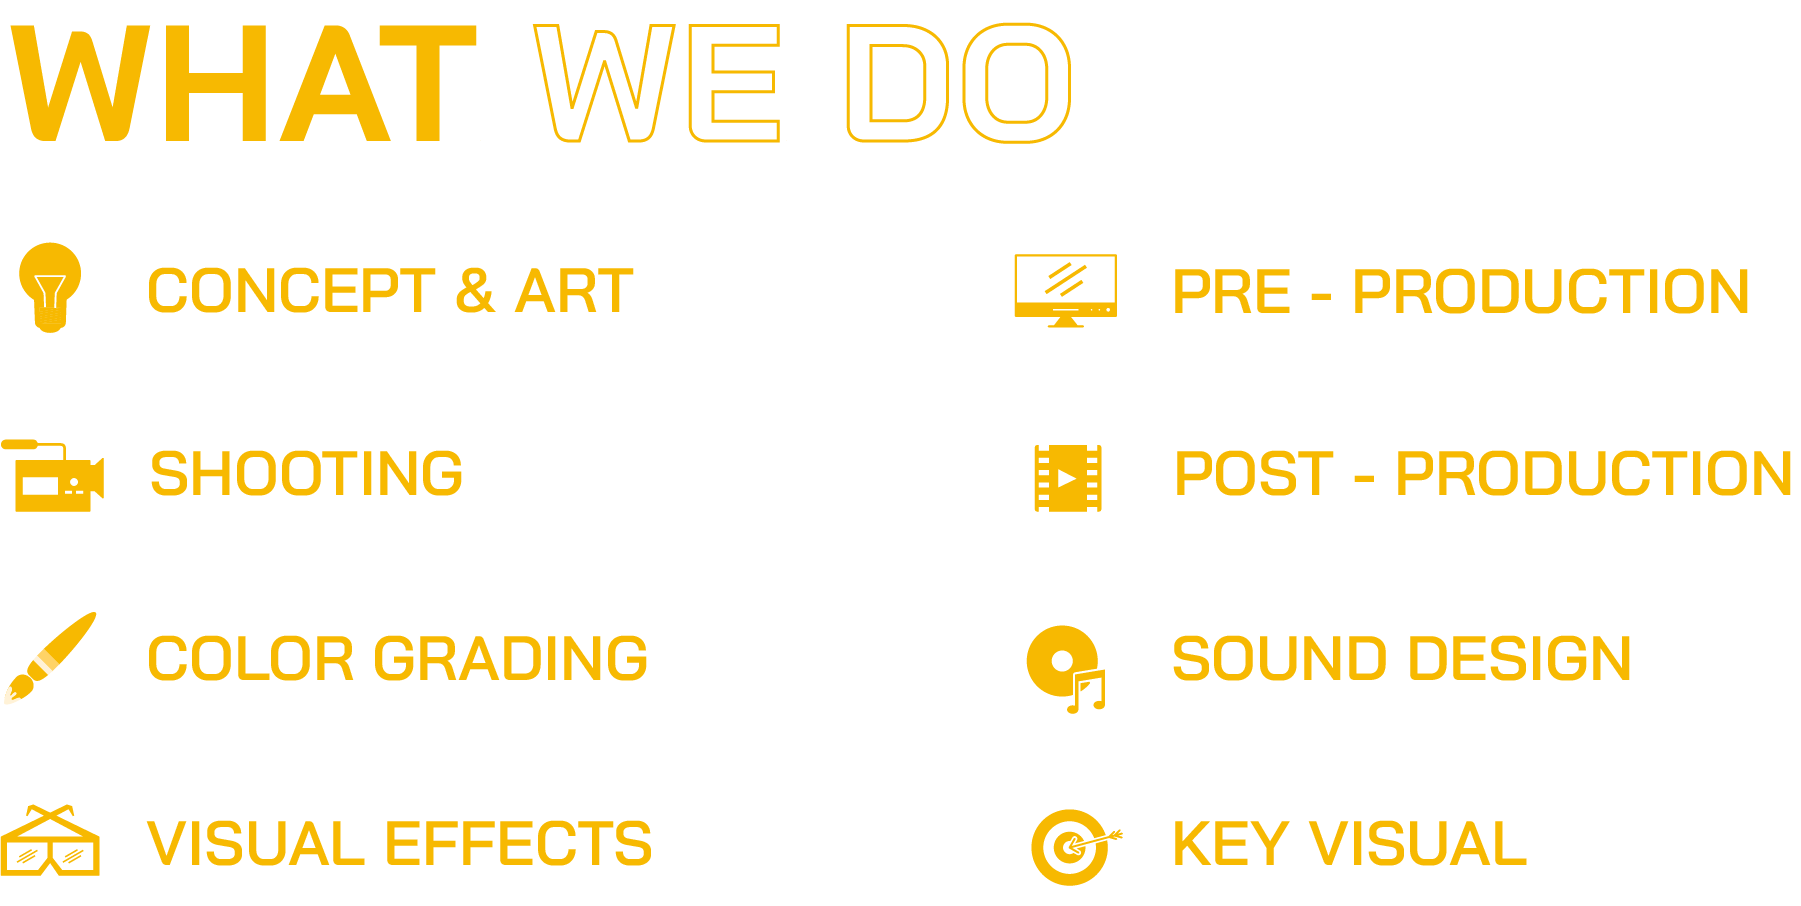 WHAT WE DO
CONCEPT & ART
PRE - PRODUCTION
SHOOTING
POST - PRODUCTION
COLOR GRADING
SOUND DESIGN
VISUAL EFFECTS
KEY VISUAL